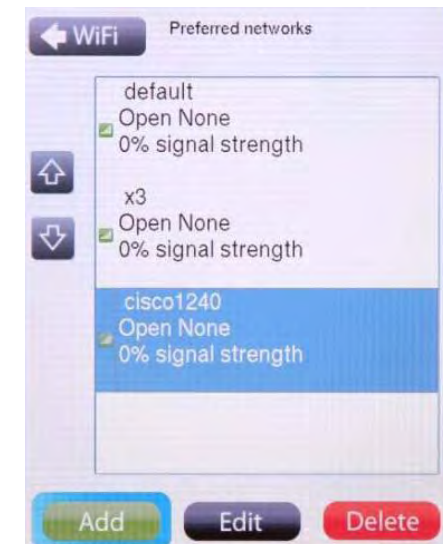 WiFi
Preferred networks
default
Open None
0% signal strength
x3
Open None
0% signal strength
cisco1240
Open None
0% signal strength
Add
Edit
Delete